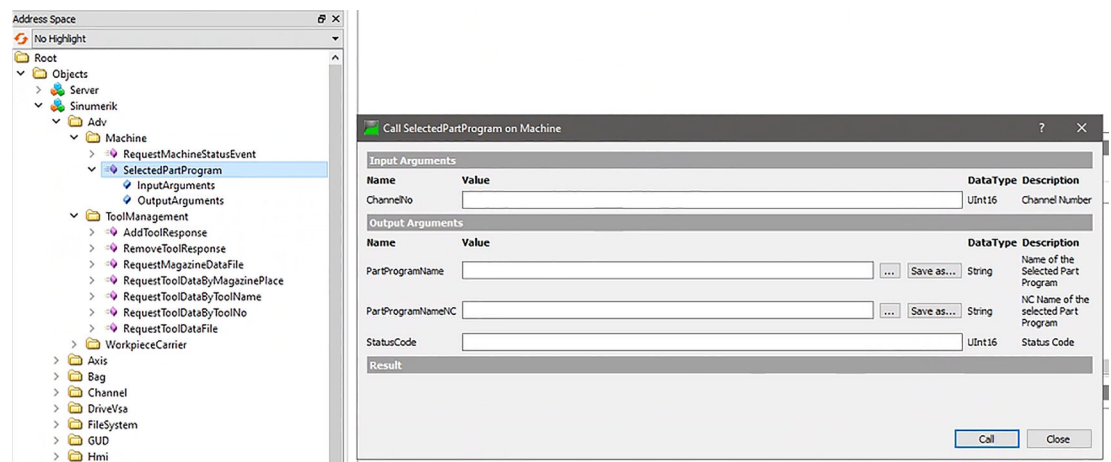 Address Space
No Highlight
Root
Objects
Server
Sinumerik
Adv
Machine
RequestMachineStatusEvent
SelectedPartProgram
InputArguments
OutputArguments
ToolManagement
AddToolResponse
RemoveToolResponse
RequestMagazineDataFile
RequestToolDataByMagazinePlace
RequestToolDataByToolName
RequestToolDataByToolNo
RequestToolDataFile
WorkpieceCarrier
Axis
Bag
Channel
DriveVsa
FileSystem
GUD
Hmi
Call SelectedPartProgram on Machine ?
Input Arguments
Name Value DataType Description
ChannelNo UInt16 Channel Number
Output Arguments
Name Value DataType Description
PartProgramName ... Save as... String Name of the
Selected Part
Program
PartProgramNameNC ... Save as... String NC Name of the
selected Part
Program
StatusCode UInt16 Status Code
Result
Call Close